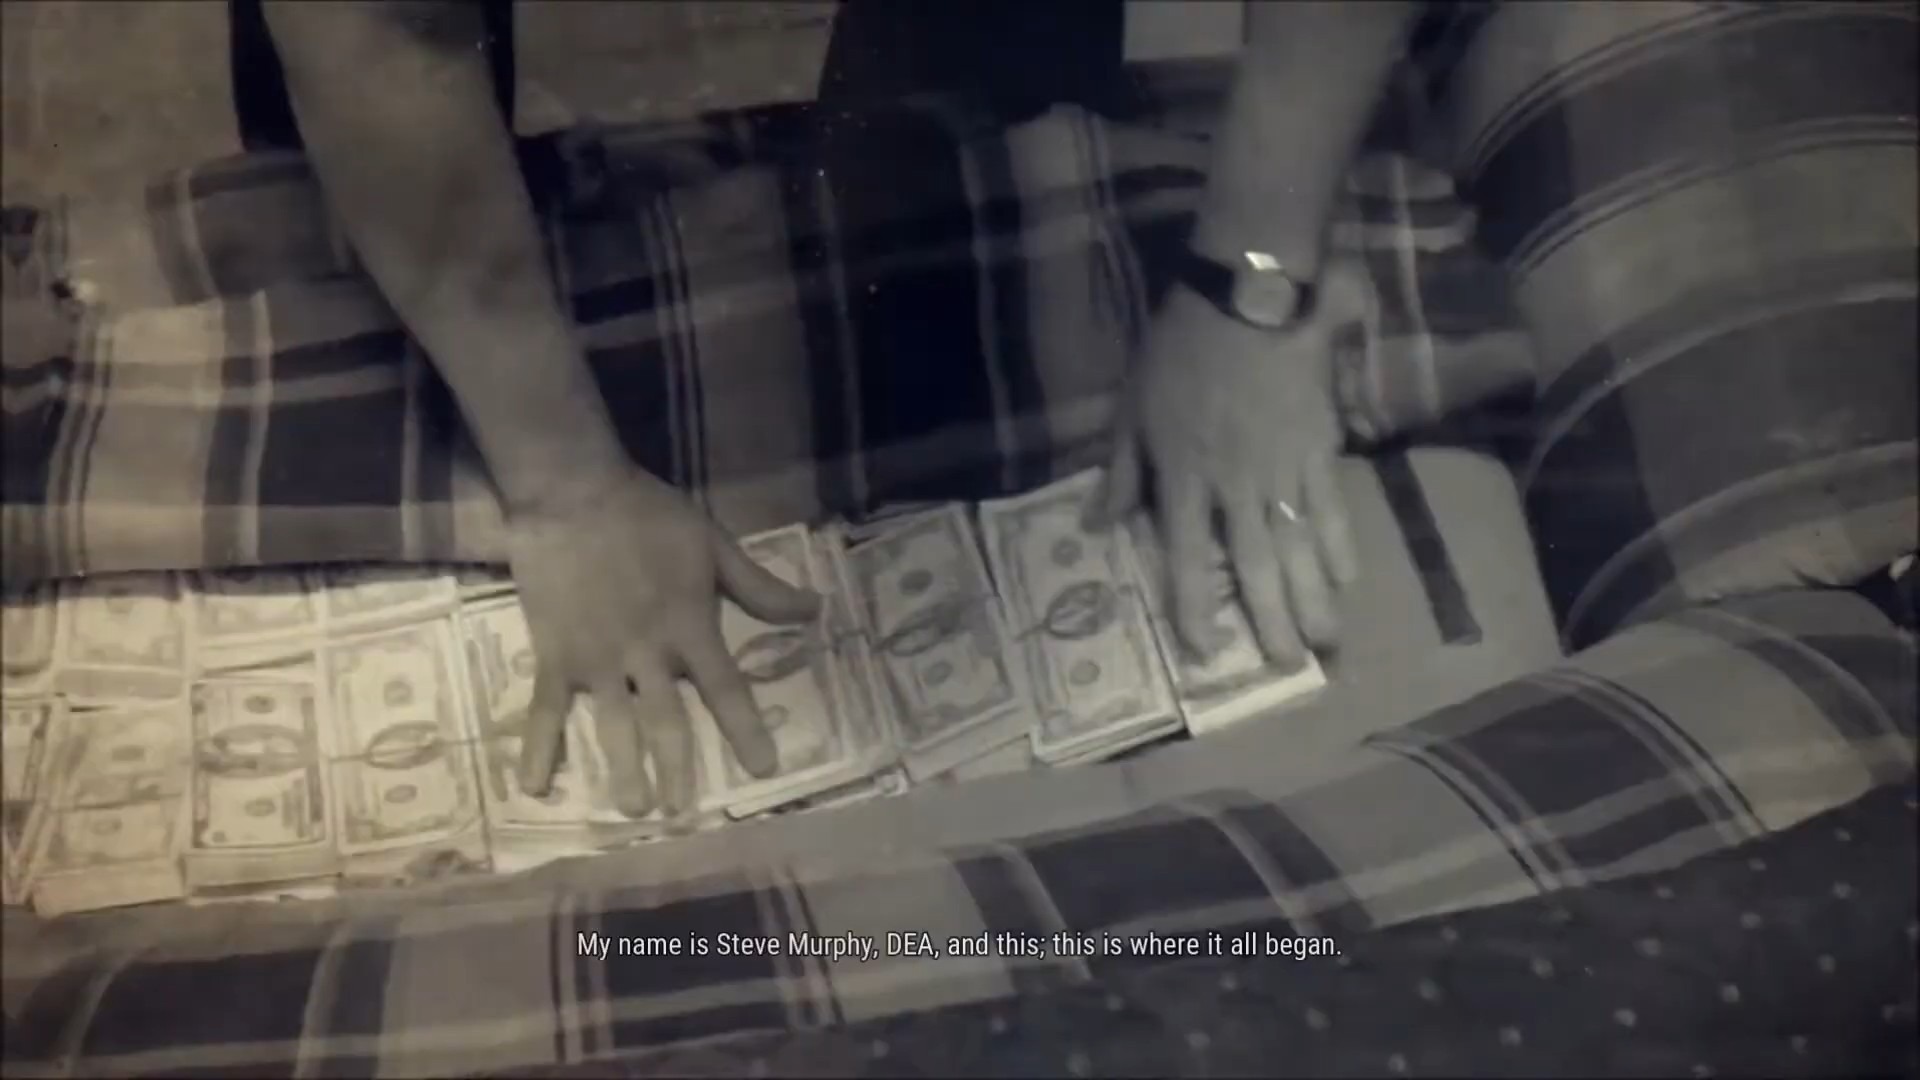 My name is Steve Murphy, DEA, and this; this is where it all began.